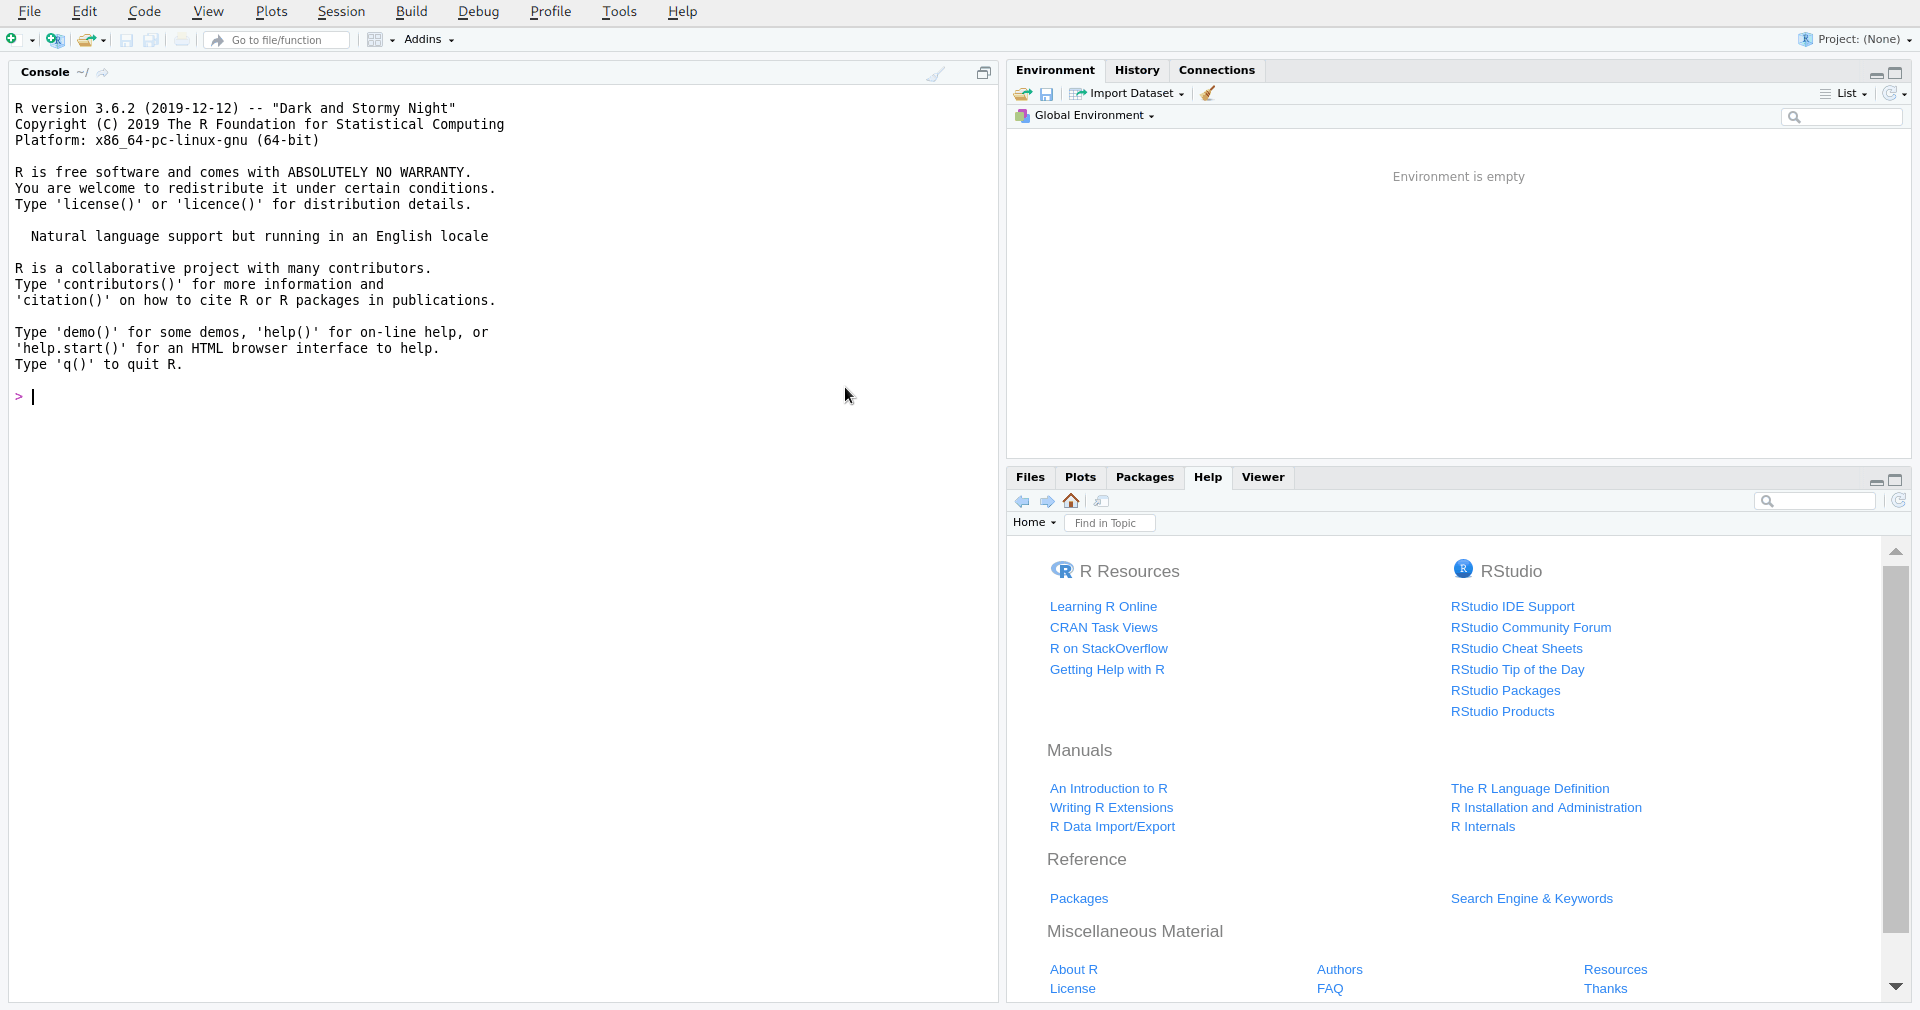 File Edit Code View Plots Session Build Debug Profile Tools Help
Go to file/function Addins Project: (None)
Console ~/
R version 3.6.2 (2019-12-12) -- "Dark and Stormy Night"
Copyright (C) 2019 The R Foundation for Statistical Computing
Platform: x86_64-pc-linux-gnu (64-bit)
R is free software and comes with ABSOLUTELY NO WARRANTY.
You are welcome to redistribute it under certain conditions.
Type 'license()' or 'licence()' for distribution details.
Natural language support but running in an English locale
R is a collaborative project with many contributors.
Type 'contributors()' for more information and
'citation()' on how to cite R or R packages in publications.
Type 'demo()' for some demos, 'help()' for on-line help, or
'help.start()' for an HTML browser interface to help.
Type 'q()' to quit R.
>
Environment History Connections
Import Dataset List
Global Environment
Environment is empty
Files Plots Packages Help Viewer
Home Find in Topic
R Resources RStudio
Learning R Online RStudio IDE Support
CRAN Task Views RStudio Community Forum
R on StackOverflow RStudio Cheat Sheets
Getting Help with R RStudio Tip of the Day
RStudio Packages
RStudio Products
Manuals
An Introduction to R The R Language Definition
Writing R Extensions R Installation and Administration
R Data Import/Export R Internals
Reference
Packages Search Engine & Keywords
Miscellaneous Material
About R Authors Resources
License FAQ Thanks